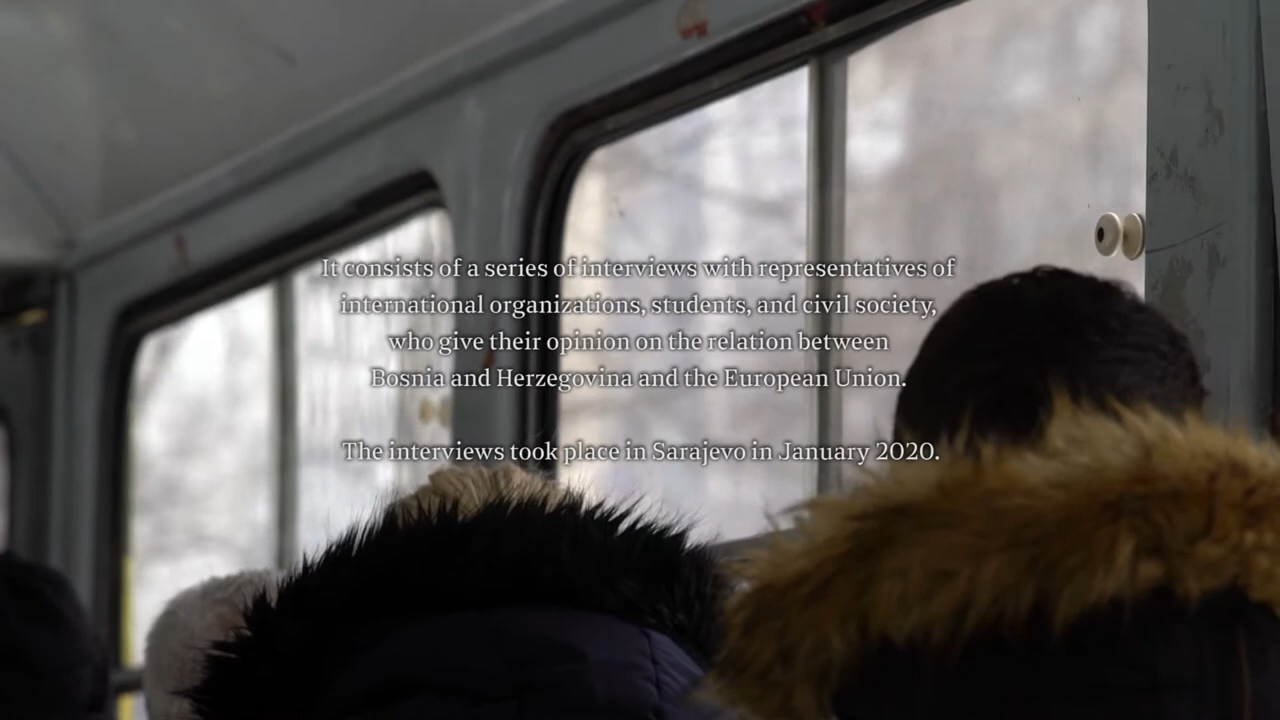 It consists of a series of interviews with representatives of
international organizations, students, and civil society,
who give their opinion on the relation between
Bosnia and Herzegovina and the European Union.
The interviews took place in Sarajevo in January 2020.